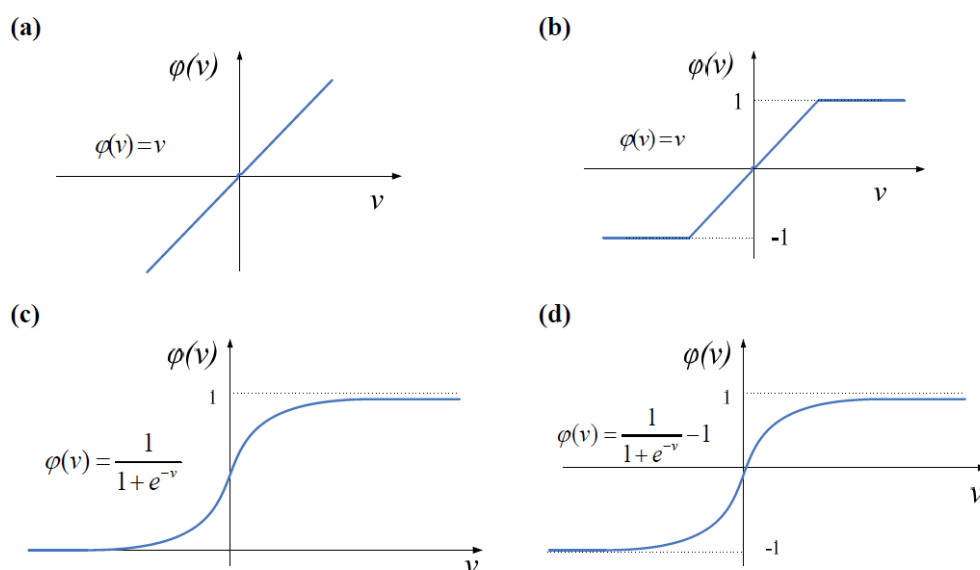 (a)
φ(v)
φ(v)=v
v
(b)
φ(v)
1
φ(v)=v
v
-1
(c)
φ(v)
1
φ(v)=1/(1+e^{-v})
v
(d)
φ(v)
1
φ(v)=1/(1+e^{-v})-1
v
-1